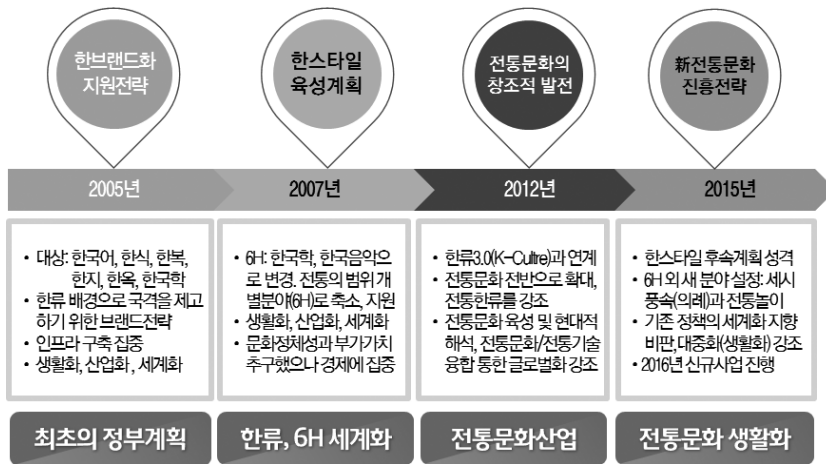 한브랜드화
지원전략
한스타일
육성계획
전통문화의
창조적 발전
新전통문화
진흥전략
2005년
2007년
2012년
2015년
• 대상: 한국어, 한식, 한복,
한지, 한옥, 한국학
• 한류 배경으로 국격을 제고
하기 위한 브랜드전략
• 인프라 구축 집중
• 생활화, 산업화 , 세계화
• 6H: 한국학, 한국음악으
로 변경. 전통의 범위 개
별분야(6H)로 축소, 지원
• 생활화, 산업화, 세계화
• 문화정체성과 부가가치
추구했으나 경제에 집중
• 한류3.0(K-Cultre)과 연계
• 전통문화 전반으로 확대,
전통한류를 강조
• 전통문화 육성 및 현대적
해석, 전통문화/전통기술
융합 통한 글로벌화 강조
• 한스타일 후속계획 성격
• 6H 외 새 분야 설정: 세시
풍속(의례)과 전통놀이
• 기존 정책의 세계화 지향
비판, 대중화(생활화) 강조
• 2016년 신규사업 진행
최초의 정부계획
한류, 6H 세계화
전통문화산업
전통문화 생활화